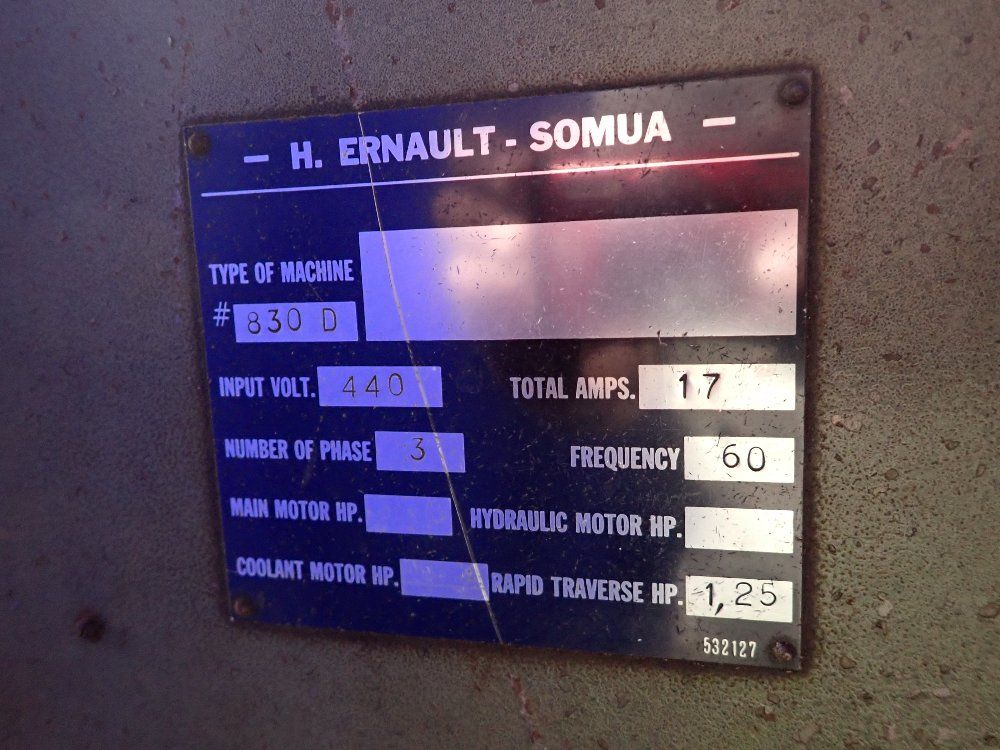 — H. ERNAULT - SOMUA —
TYPE OF MACHINE
# 830 D
INPUT VOLT. 440 TOTAL AMPS. 17
NUMBER OF PHASE 3 FREQUENCY 60
MAIN MOTOR HP. HYDRAULIC MOTOR HP.
COOLANT MOTOR HP. RAPID TRAVERSE HP. 1,25
532127